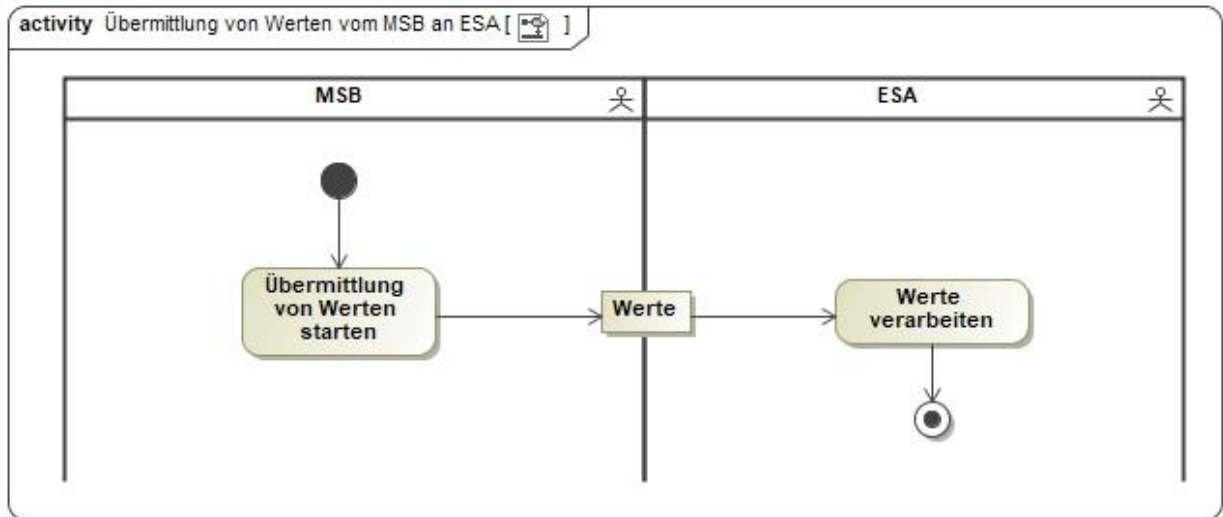 activity Übermittlung von Werten vom MSB an ESA [ ]
MSB
ESA
Übermittlung
von Werten
starten
Werte
Werte
verarbeiten